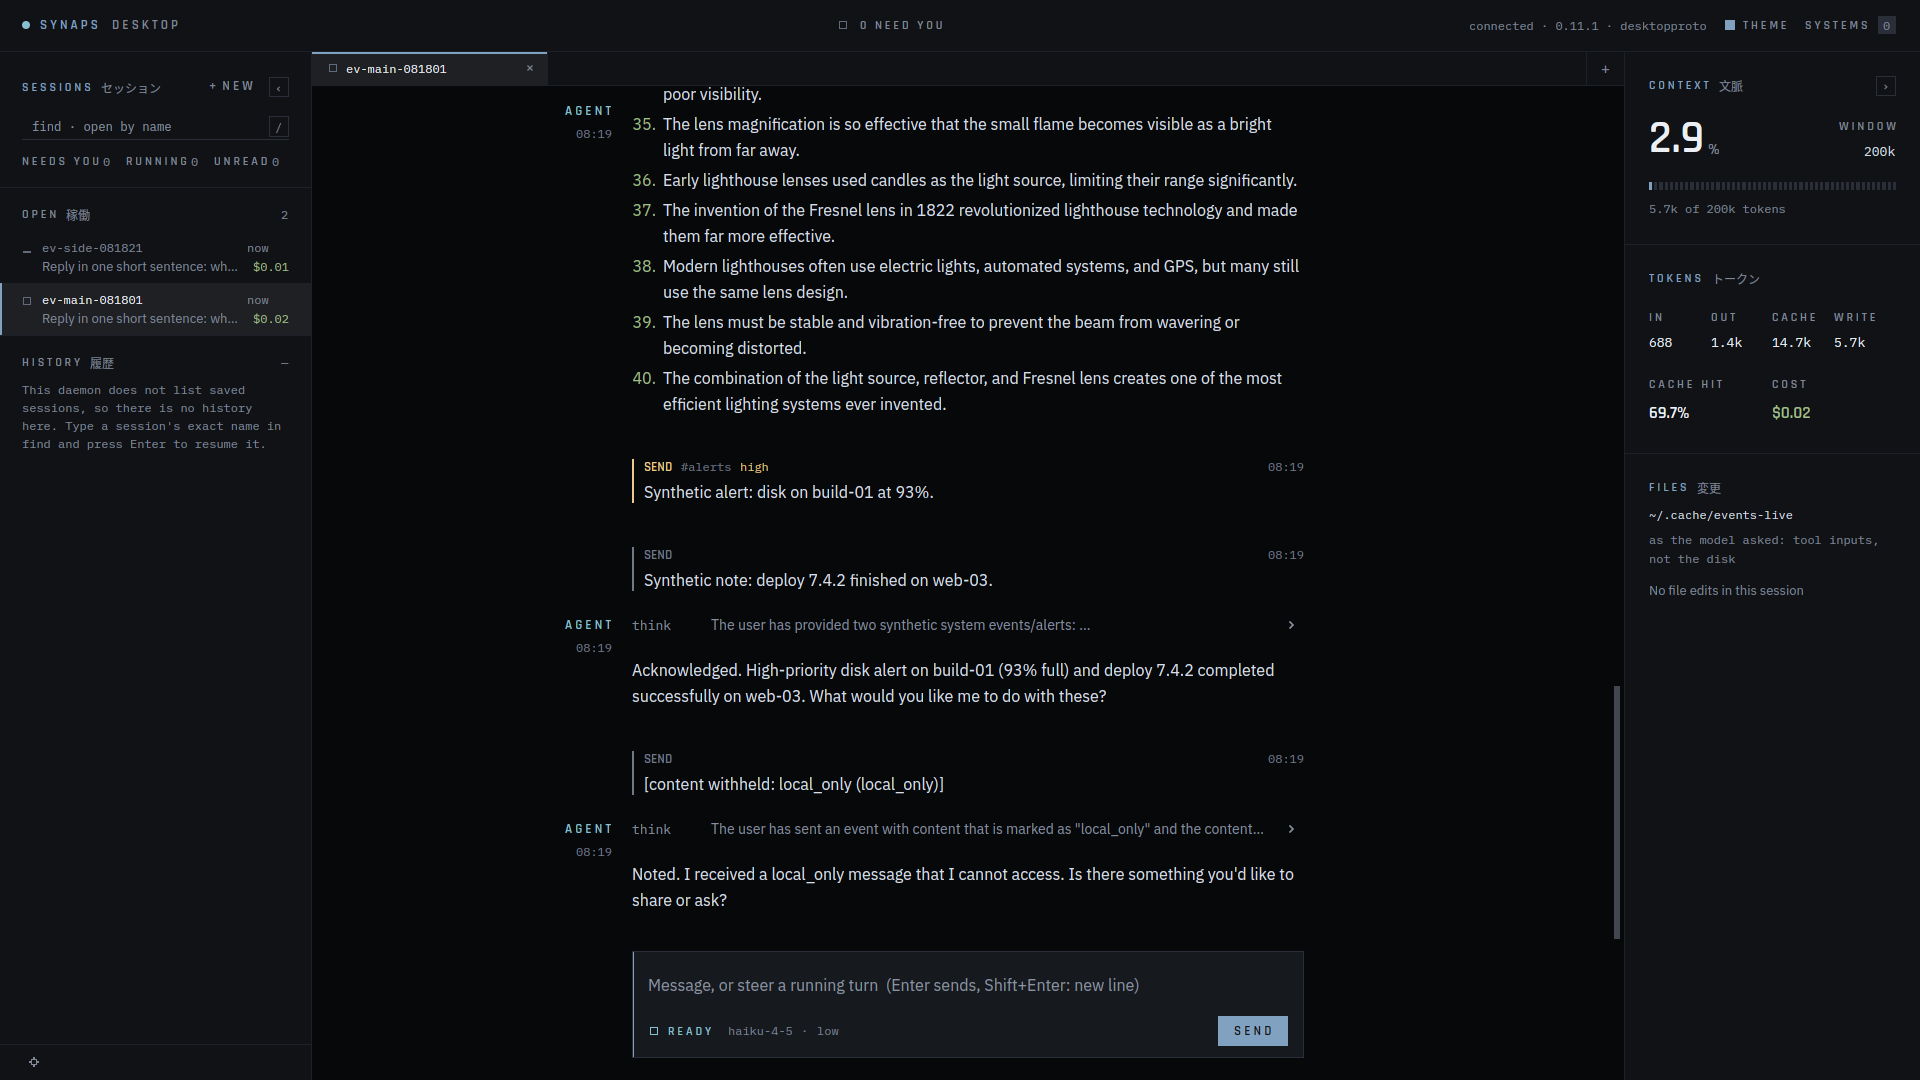 SYNAPS DESKTOP
0 NEED YOU
connected · 0.11.1 · desktopproto
THEME
SYSTEMS 0
SESSIONS セッション
+ NEW
‹
find · open by name
/
NEEDS YOU 0 RUNNING 0 UNREAD 0
OPEN 稼働 2
ev-side-081821 now
Reply in one short sentence: wh... $0.01
ev-main-081801 now
Reply in one short sentence: wh... $0.02
HISTORY 履歴 —
This daemon does not list saved
sessions, so there is no history
here. Type a session's exact name in
find and press Enter to resume it.
ev-main-081801 ×
+
AGENT
08:19
poor visibility.
35. The lens magnification is so effective that the small flame becomes visible as a bright
light from far away.
36. Early lighthouse lenses used candles as the light source, limiting their range significantly.
37. The invention of the Fresnel lens in 1822 revolutionized lighthouse technology and made
them far more effective.
38. Modern lighthouses often use electric lights, automated systems, and GPS, but many still
use the same lens design.
39. The lens must be stable and vibration-free to prevent the beam from wavering or
becoming distorted.
40. The combination of the light source, reflector, and Fresnel lens creates one of the most
efficient lighting systems ever invented.
SEND #alerts high 08:19
Synthetic alert: disk on build-01 at 93%.
SEND 08:19
Synthetic note: deploy 7.4.2 finished on web-03.
AGENT
08:19
think The user has provided two synthetic system events/alerts: ... ›
Acknowledged. High-priority disk alert on build-01 (93% full) and deploy 7.4.2 completed
successfully on web-03. What would you like me to do with these?
SEND 08:19
[content withheld: local_only (local_only)]
AGENT
08:19
think The user has sent an event with content that is marked as "local_only" and the content... ›
Noted. I received a local_only message that I cannot access. Is there something you'd like to
share or ask?
Message, or steer a running turn (Enter sends, Shift+Enter: new line)
READY haiku-4-5 · low
SEND
CONTEXT 文脈
›
2.9 %
WINDOW
200k
5.7k of 200k tokens
TOKENS トークン
IN OUT CACHE WRITE
688 1.4k 14.7k 5.7k
CACHE HIT COST
69.7% $0.02
FILES 変更
~/.cache/events-live
as the model asked: tool inputs,
not the disk
No file edits in this session